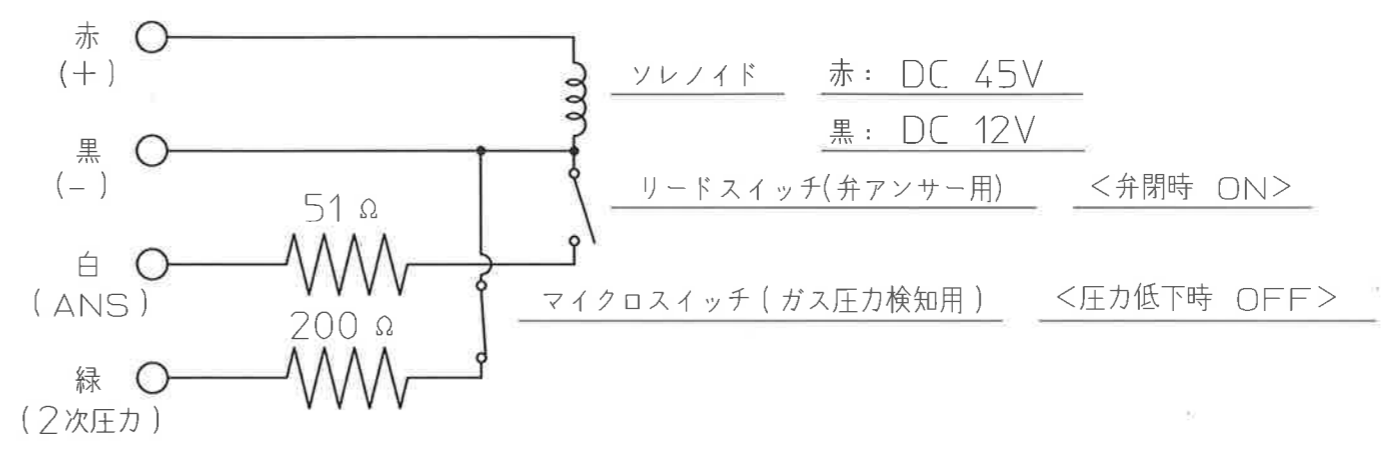 赤
(+)
ソレノイド 赤: DC 45V
黒: DC 12V
黒
(-)
リードスイッチ(弁アンサー用) <弁閉時 ON>
51 Ω
白
(ANS)
マイクロスイッチ(ガス圧力検知用) <圧力低下時 OFF>
200 Ω
緑
(2次圧力)